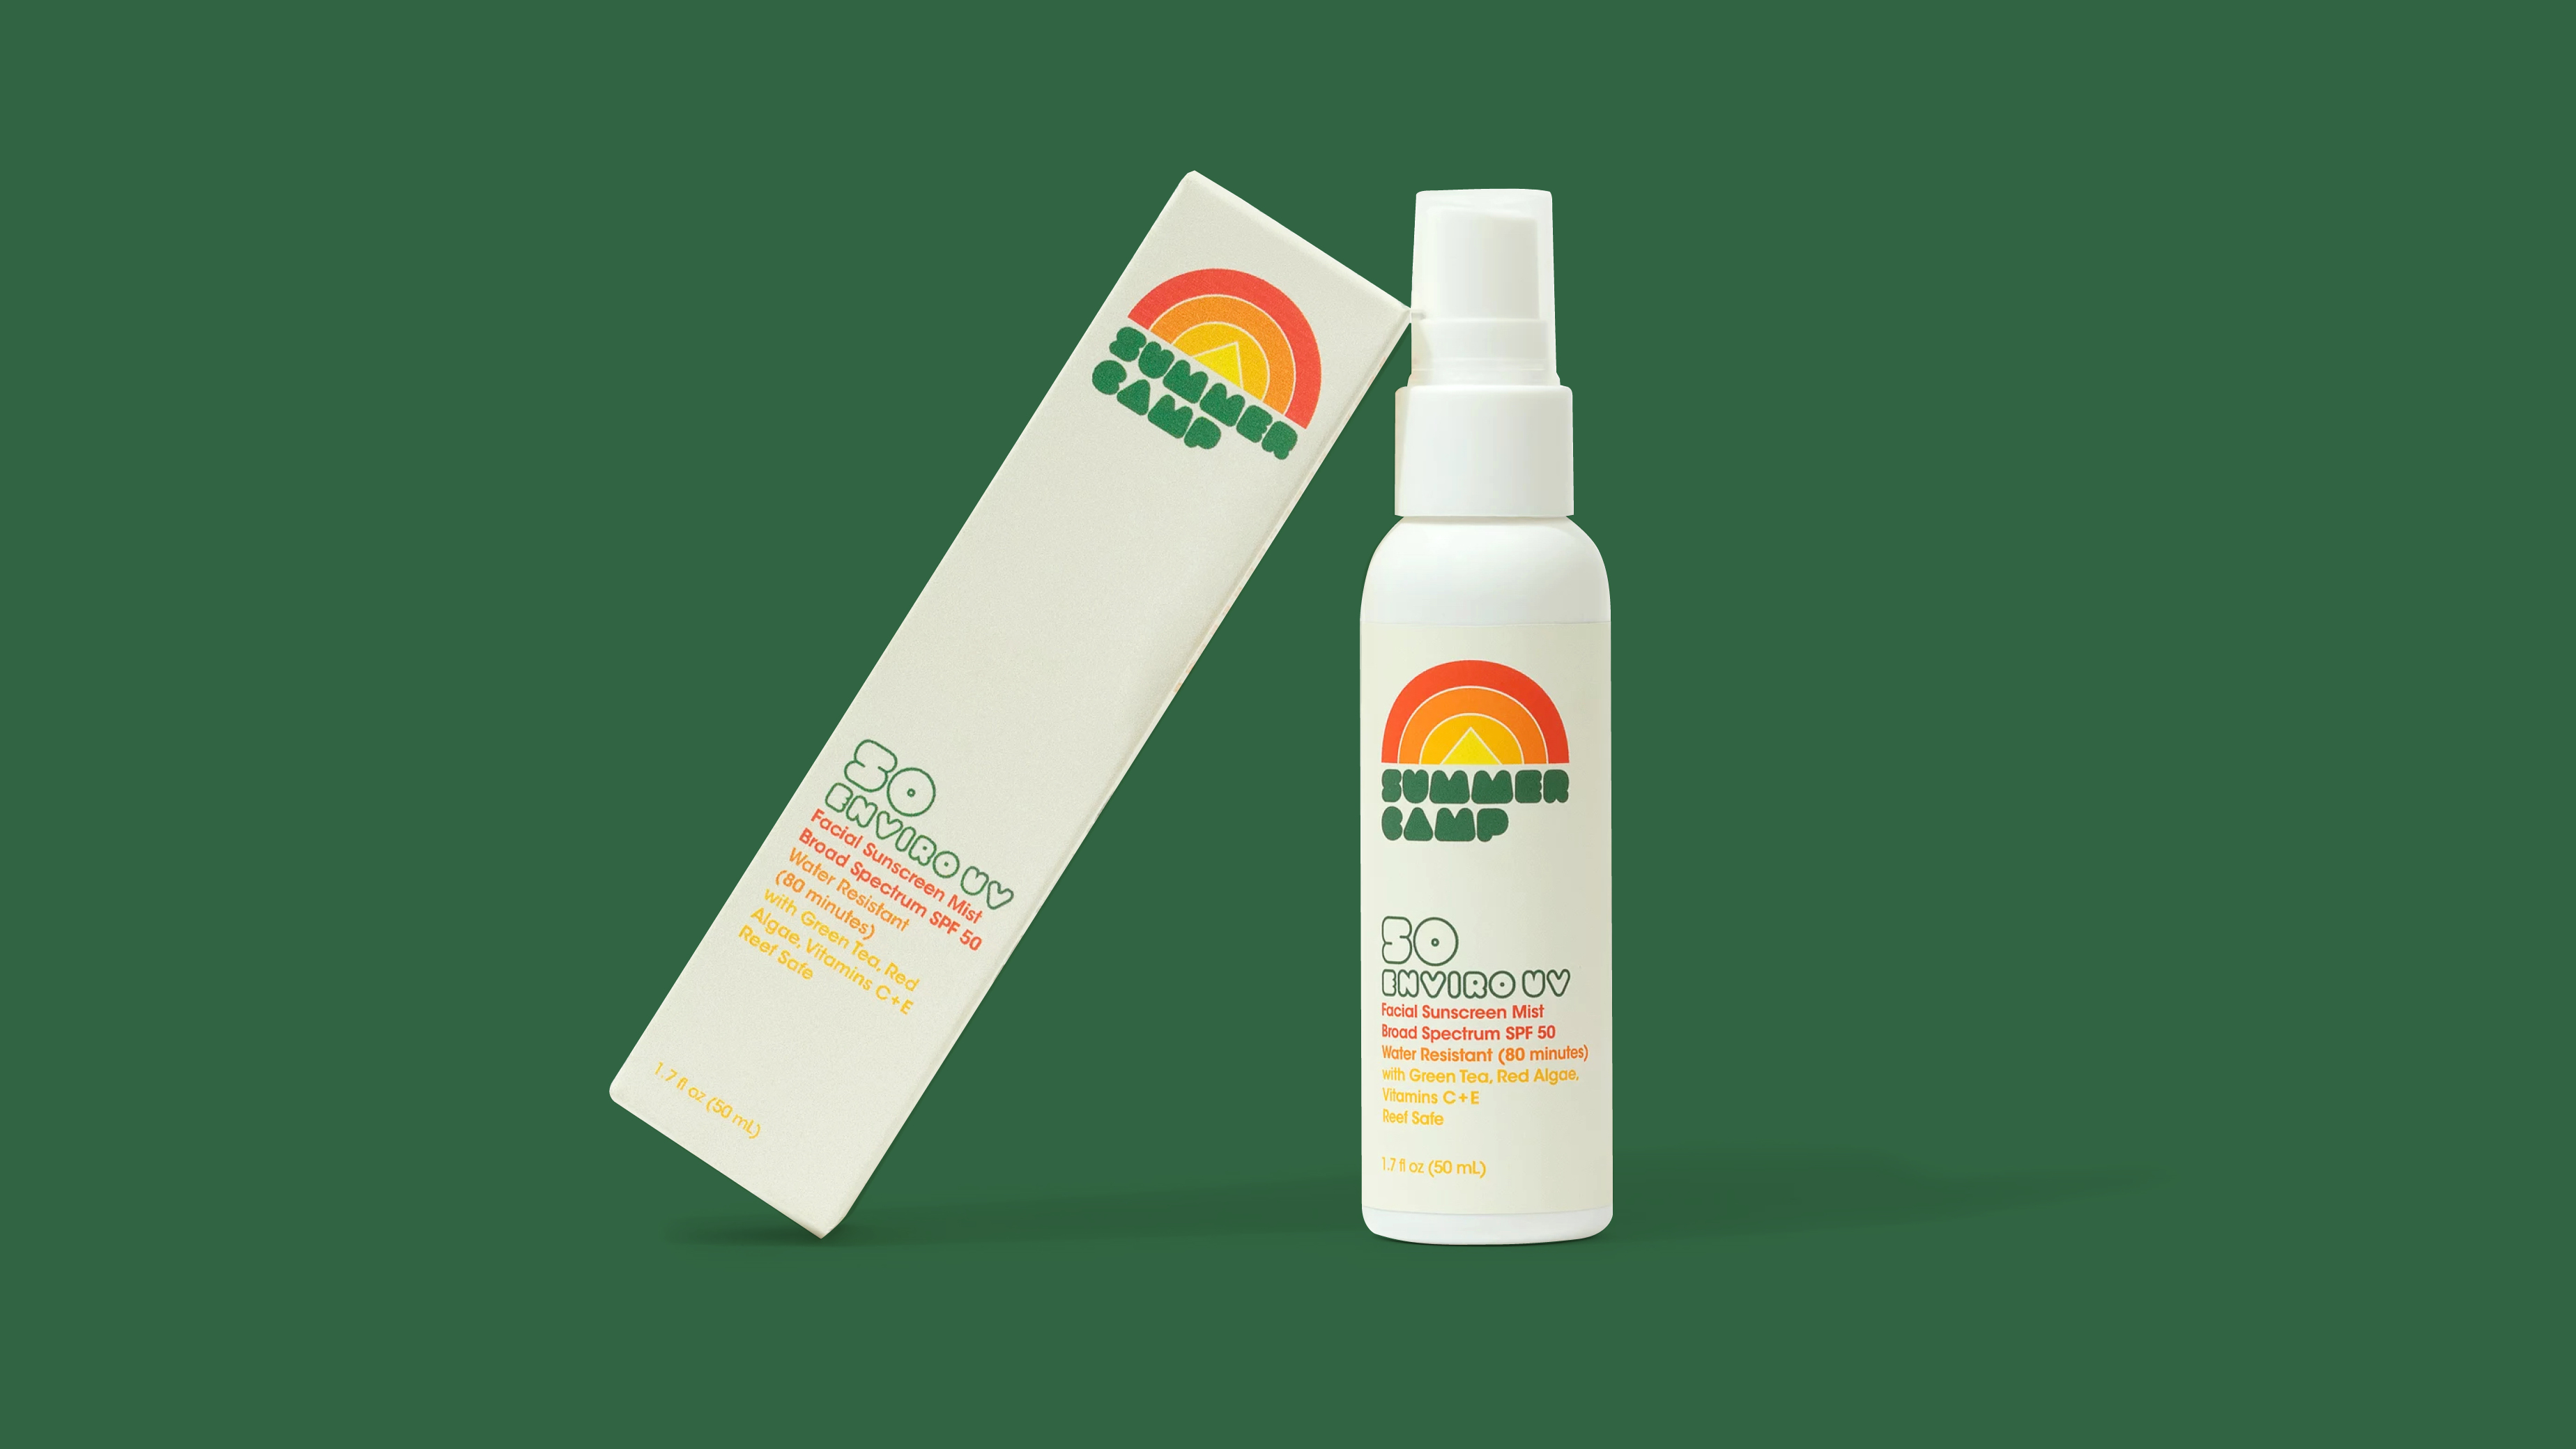 SUMMER
CAMP
50
ENVIRO UV
Facial Sunscreen Mist
Broad Spectrum SPF 50
Water Resistant
(80 minutes)
with Green Tea, Red
Algae, Vitamins C+E
Reef Safe
1.7 fl oz (50 mL)
SUMMER
CAMP
50
ENVIRO UV
Facial Sunscreen Mist
Broad Spectrum SPF 50
Water Resistant (80 minutes)
with Green Tea, Red Algae,
Vitamins C+E
Reef Safe
1.7 fl oz (50 mL)